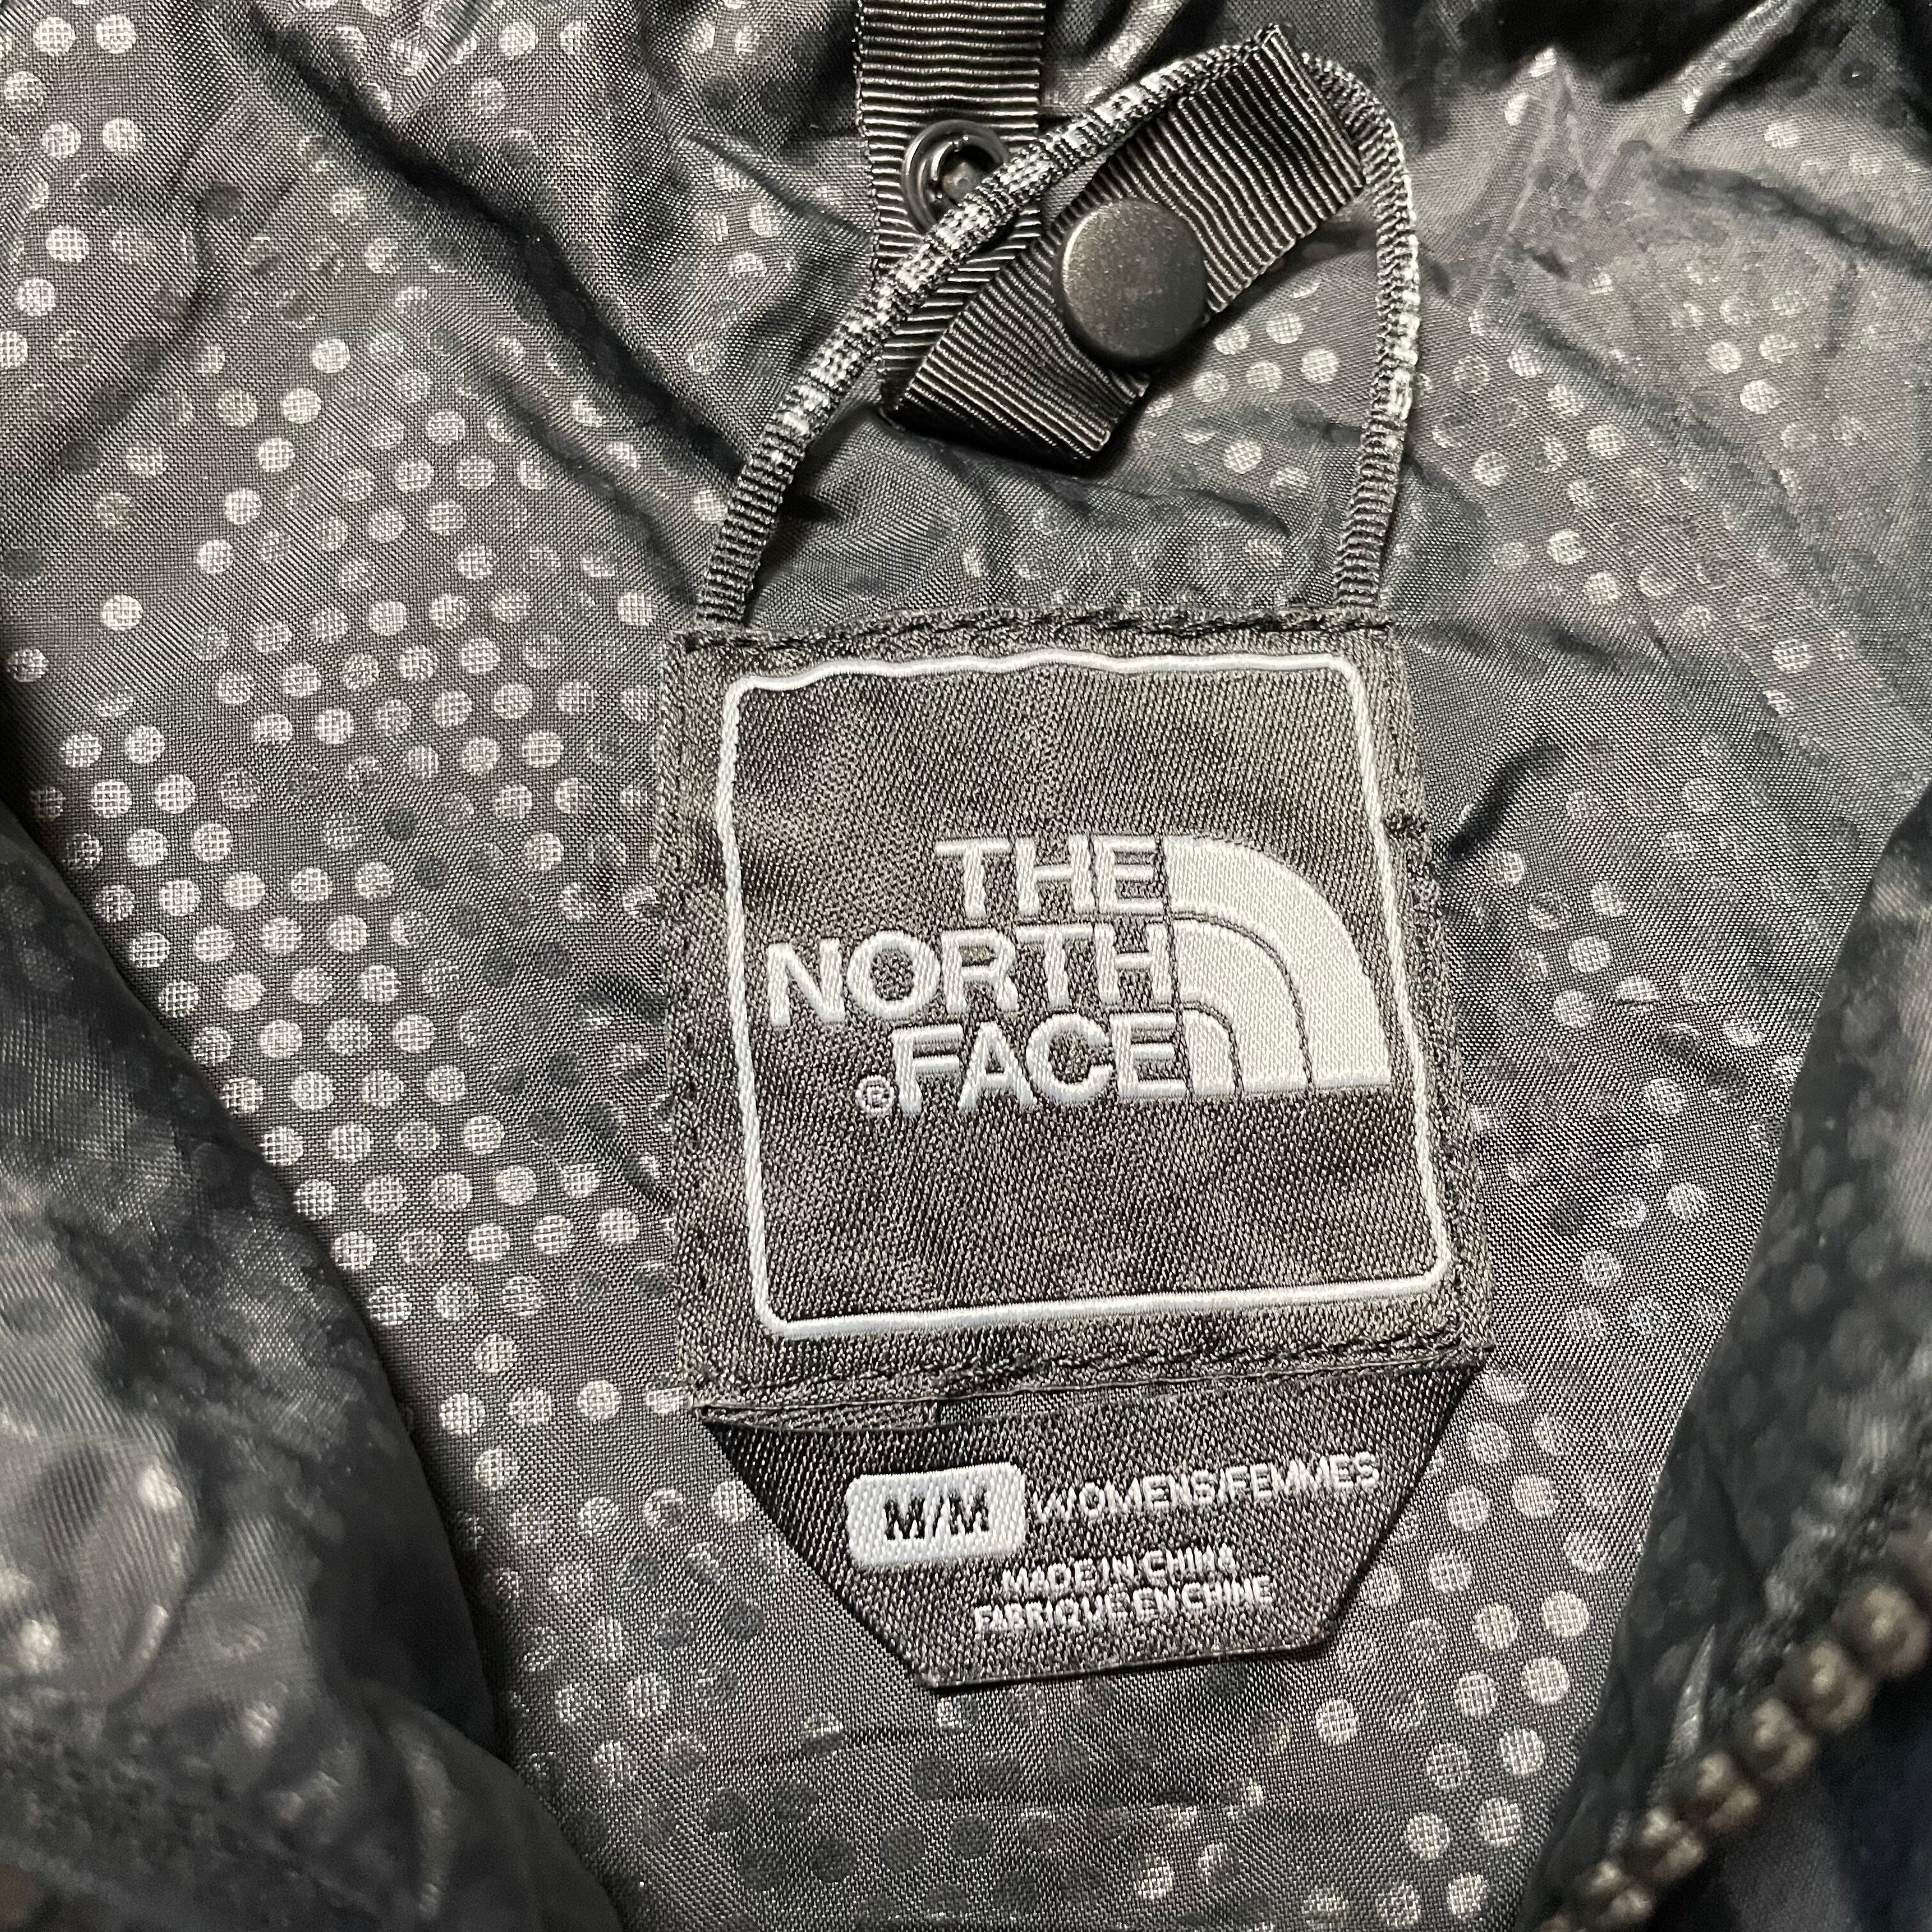 THE
NORTH
®FACE
M/M WOMENS/FEMMES
MADE IN CHINA
FABRIQUE EN CHINE